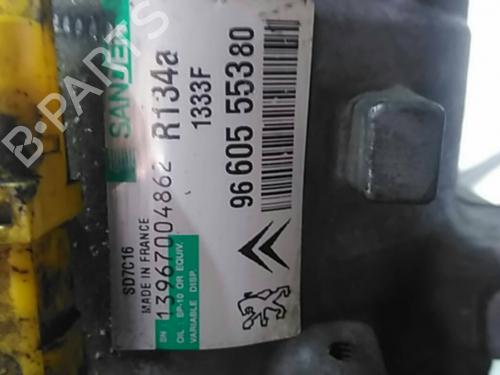 SANDEN
R134a
1333F
96 605 553 80
SD7C16
MADE IN FRANCE
SN 13967004862
OIL : SP-10 OR EQUIV.
VARIABLE DISP.
B-PARTS